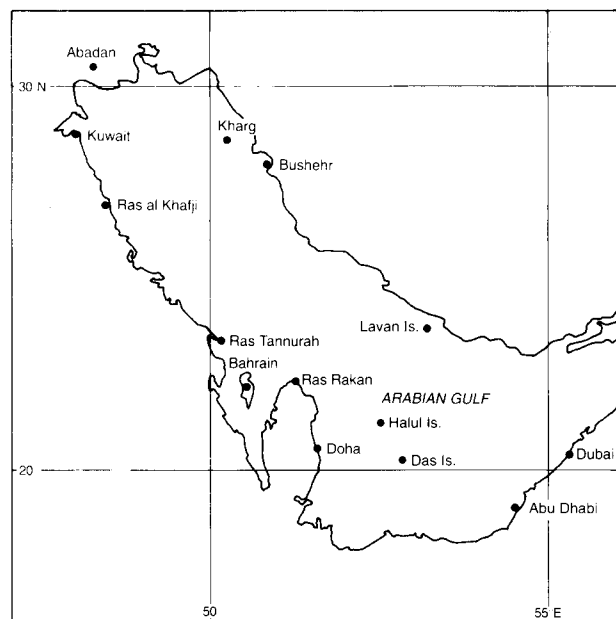 Abadan
30 N
Kharg
Kuwait
Bushehr
Ras al Khafji
Lavan Is.
Ras Tannurah
Bahrain
Ras Rakan
ARABIAN GULF
Halul Is.
Doha
Das Is.
Dubai
20
Abu Dhabi
50
55 E